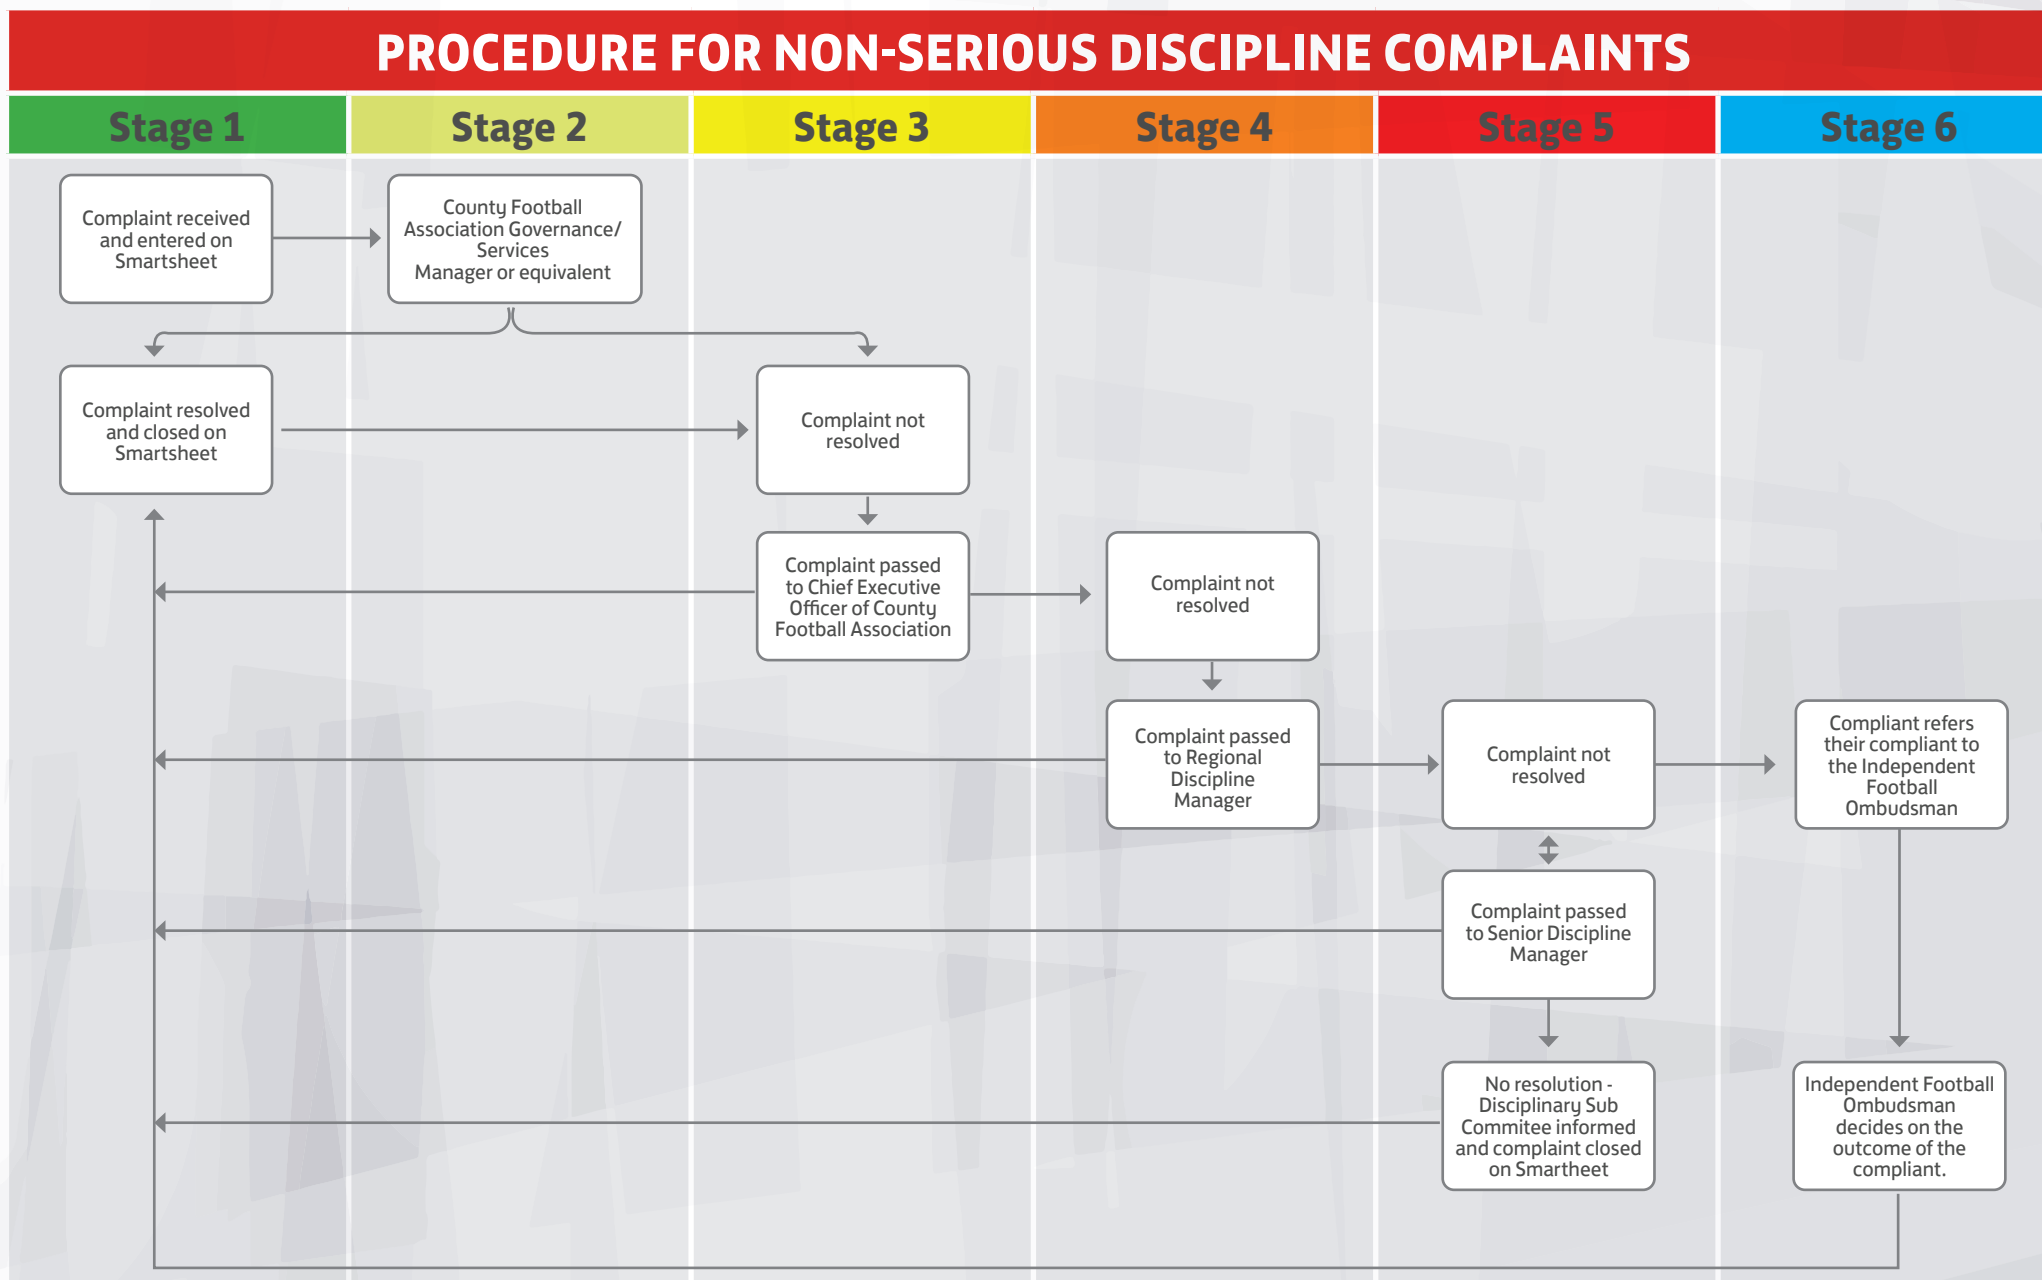 PROCEDURE FOR NON-SERIOUS DISCIPLINE COMPLAINTS
Stage 1
Stage 2
Stage 3
Stage 4
Stage 5
Stage 6
Complaint received
and entered on
Smartsheet
County Football
Association Governance/
Services
Manager or equivalent
Complaint resolved
and closed on
Smartsheet
Complaint not
resolved
Complaint passed
to Chief Executive
Officer of County
Football Association
Complaint not
resolved
Complaint passed
to Regional
Discipline
Manager
Complaint not
resolved
Compliant refers
their compliant to
the Independent
Football
Ombudsman
Complaint passed
to Senior Discipline
Manager
No resolution -
Disciplinary Sub
Commitee informed
and complaint closed
on Smartheet
Independent Football
Ombudsman
decides on the
outcome of the
compliant.